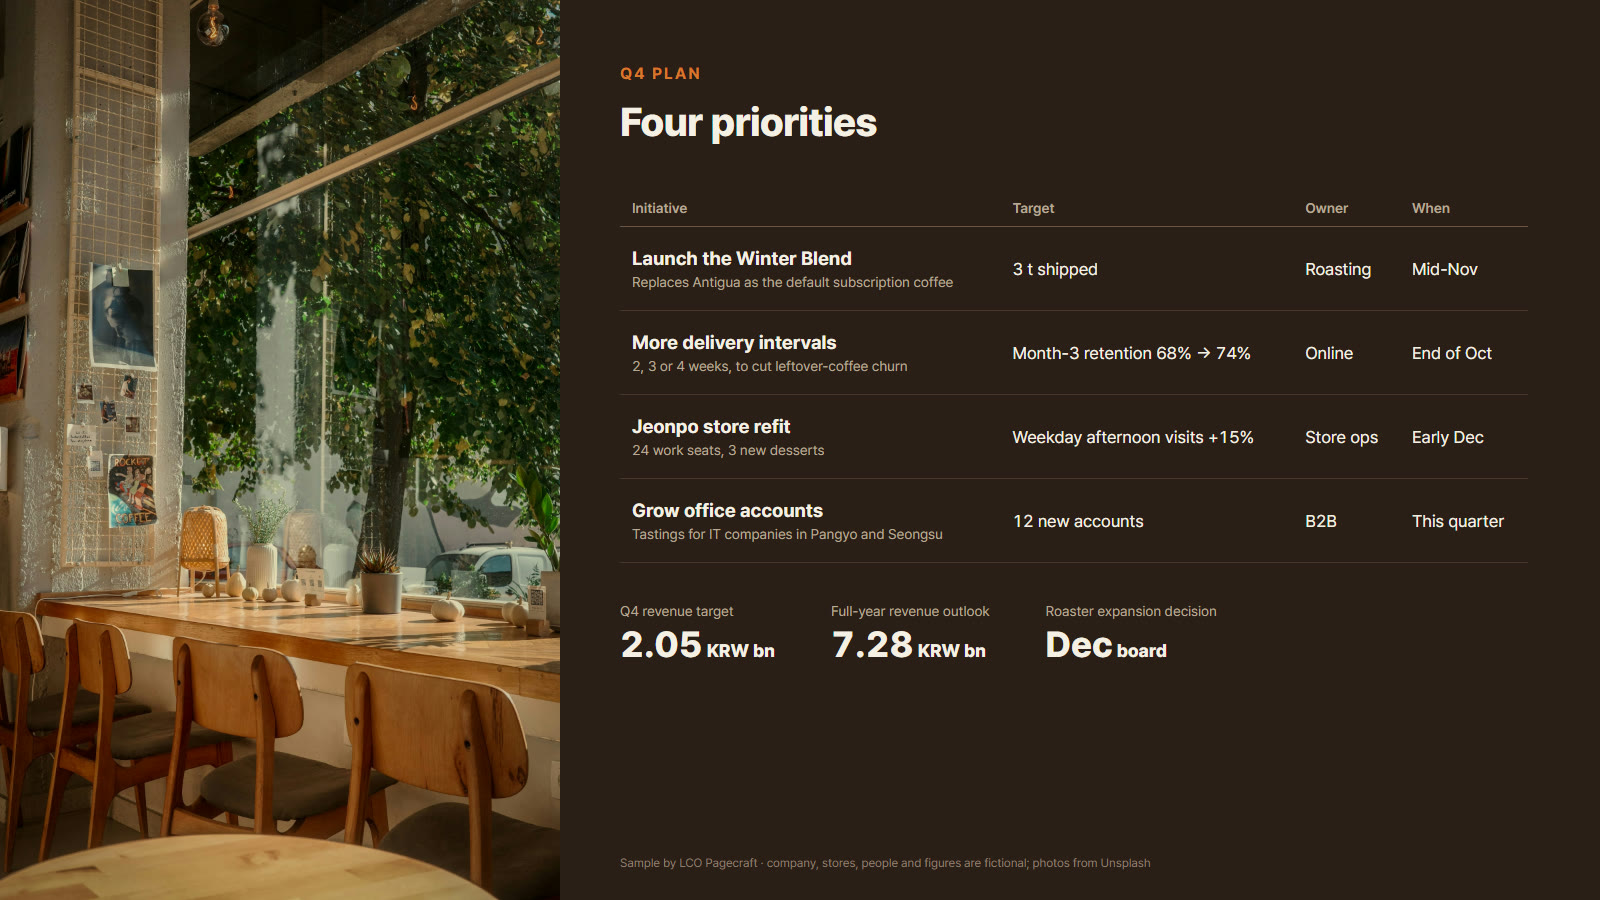 Q4 PLAN
Four priorities
Initiative Target Owner When
Launch the Winter Blend
Replaces Antigua as the default subscription coffee
3 t shipped Roasting Mid-Nov
More delivery intervals
2, 3 or 4 weeks, to cut leftover-coffee churn
Month-3 retention 68% → 74% Online End of Oct
Jeonpo store refit
24 work seats, 3 new desserts
Weekday afternoon visits +15% Store ops Early Dec
Grow office accounts
Tastings for IT companies in Pangyo and Seongsu
12 new accounts B2B This quarter
Q4 revenue target Full-year revenue outlook Roaster expansion decision
2.05 KRW bn 7.28 KRW bn Dec board
Sample by LCO Pagecraft · company, stores, people and figures are fictional; photos from Unsplash